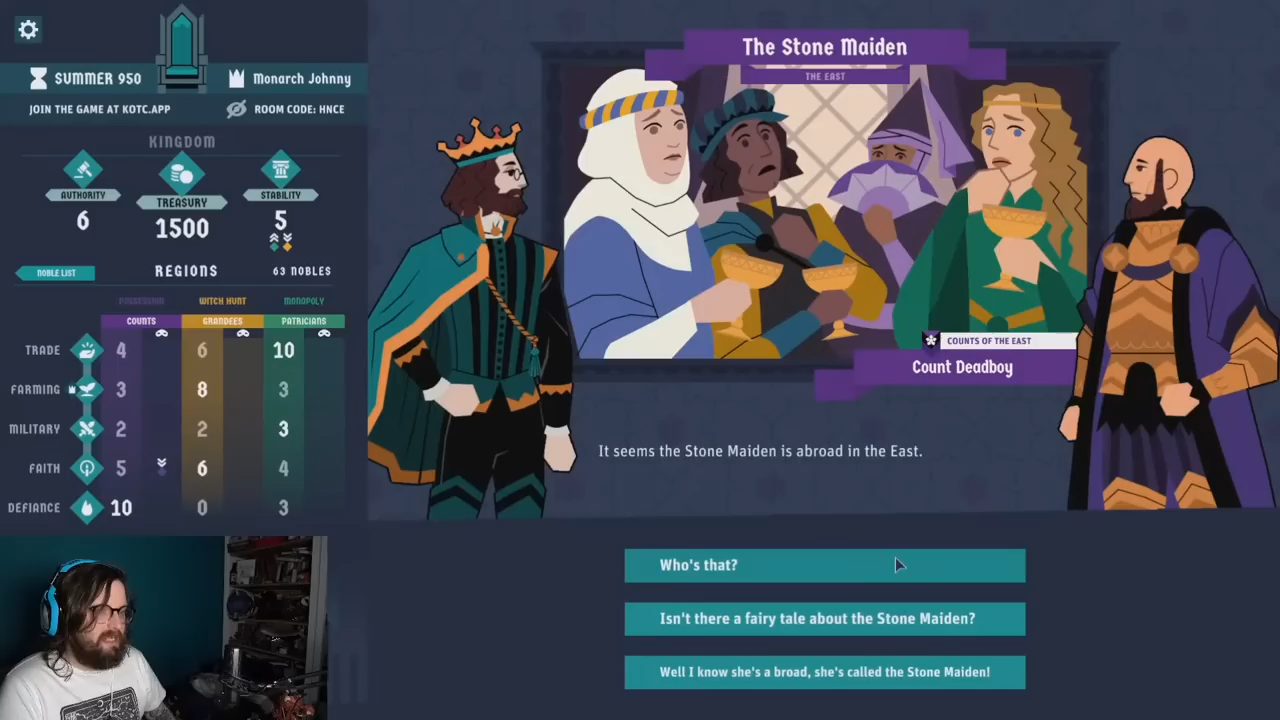 SUMMER 950
Monarch Johnny
JOIN THE GAME AT KOTC.APP
ROOM CODE: HNCE
KINGDOM
AUTHORITY
TREASURY
STABILITY
6
1500
5
NOBLE LIST
REGIONS
63 NOBLES
POSSESSION
WITCH HUNT
MONOPOLY
COUNTS
GRANDEES
PATRICIANS
TRADE 4 6 10
FARMING 3 8 3
MILITARY 2 2 3
FAITH 5 6 4
DEFIANCE 10 0 3
The Stone Maiden
THE EAST
COUNTS OF THE EAST
Count Deadboy
It seems the Stone Maiden is abroad in the East.
Who's that?
Isn't there a fairy tale about the Stone Maiden?
Well I know she's a broad, she's called the Stone Maiden!